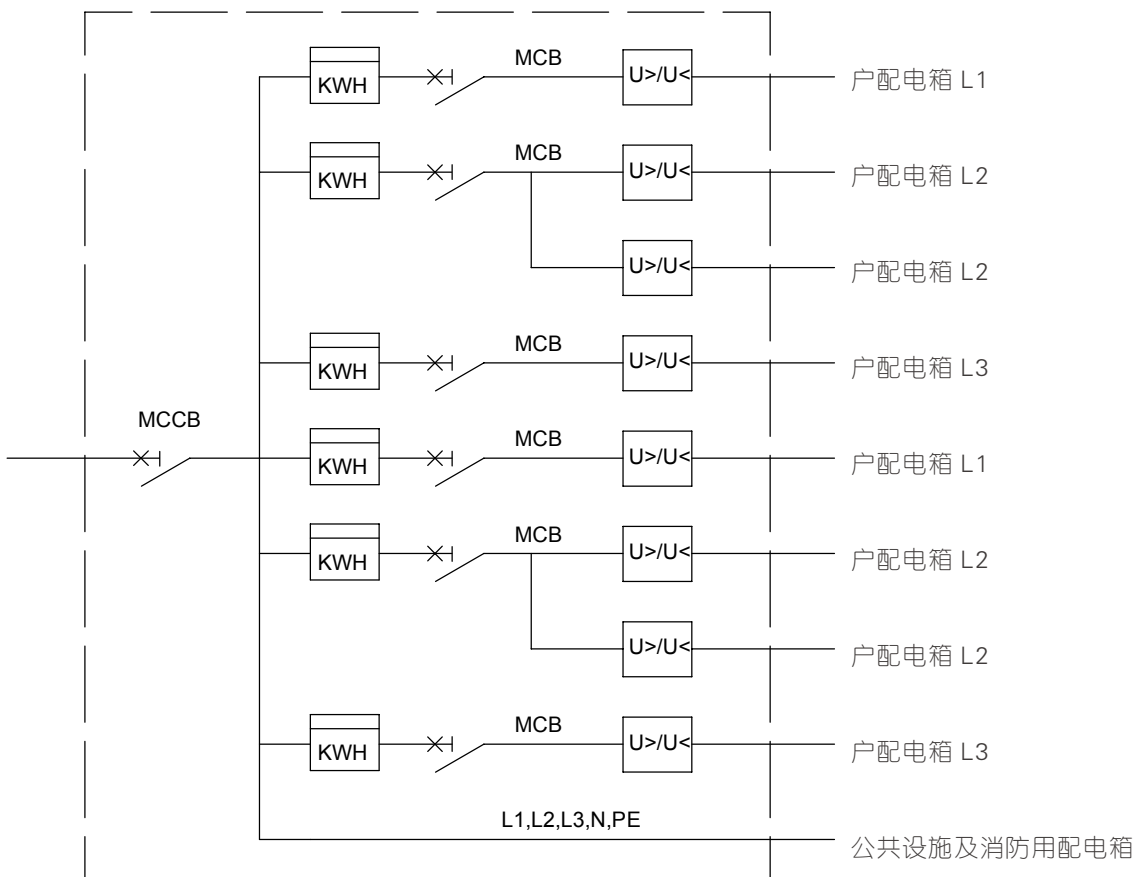 MCB
KWH
U>/U<
户配电箱 L1
MCB
KWH
U>/U<
户配电箱 L2
U>/U<
户配电箱 L2
MCB
KWH
U>/U<
户配电箱 L3
MCCB
MCB
KWH
U>/U<
户配电箱 L1
MCB
KWH
U>/U<
户配电箱 L2
U>/U<
户配电箱 L2
MCB
KWH
U>/U<
户配电箱 L3
L1,L2,L3,N,PE
公共设施及消防用配电箱